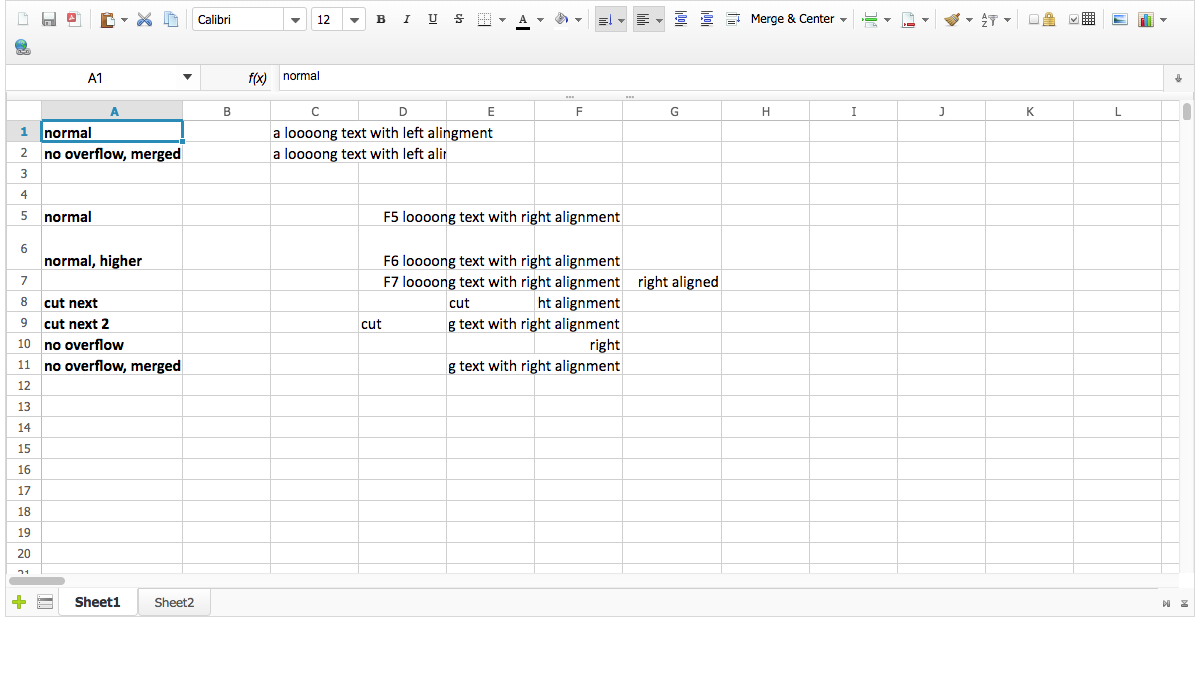 Calibri 12 B I U S A Merge & Center A Z
A1 f(x) normal
A B C D E F G H I J K L
1 normal a loooong text with left alingment
2 no overflow, merged a loooong text with left alir
3
4
5 normal F5 loooong text with right alignment
6 normal, higher F6 loooong text with right alignment
7 F7 loooong text with right alignment right aligned
8 cut next cut ht alignment
9 cut next 2 cut g text with right alignment
10 no overflow right
11 no overflow, merged g text with right alignment
12
13
14
15
16
17
18
19
20
21
Sheet1 Sheet2